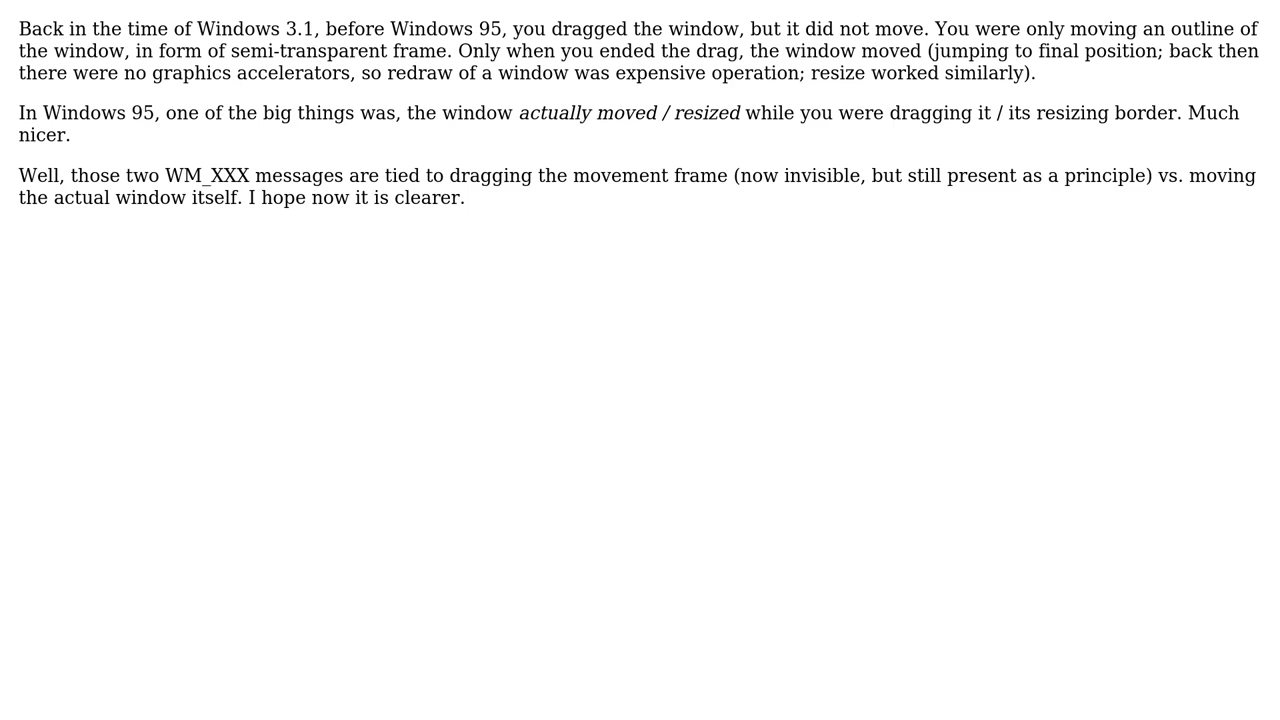 Back in the time of Windows 3.1, before Windows 95, you dragged the window, but it did not move. You were only moving an outline of
the window, in form of semi-transparent frame. Only when you ended the drag, the window moved (jumping to final position; back then
there were no graphics accelerators, so redraw of a window was expensive operation; resize worked similarly).
In Windows 95, one of the big things was, the window actually moved / resized while you were dragging it / its resizing border. Much
nicer.
Well, those two WM_XXX messages are tied to dragging the movement frame (now invisible, but still present as a principle) vs. moving
the actual window itself. I hope now it is clearer.